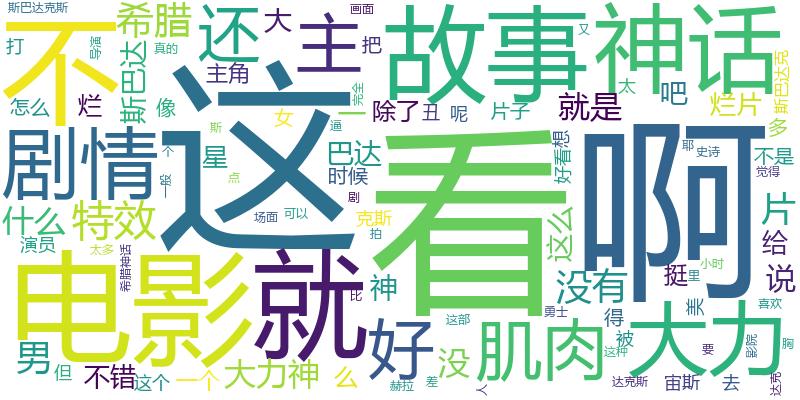 斯巴达克斯
希腊
还
主
大
画面
把
故事
神话
又
打
导演
真的
不
斯巴达
主角
完全
太
斯巴达克
怎么
烂
像
女
一
除了
丑
呢
片子
就是
吧
烂片
多
剧情
这
看
啊
斯
逼
个
星
巴达
时候
好看
想
耶
史诗
不是
觉得
一般
点
剧
什么
特效
场面
可以
克斯
拍
这么
片
演员
太多
希腊神话
给
电影
就
神
比
没有
挺
里
小时
说
勇士
美
喜欢
这部
得
大力
男
但
不错
这个
一个
大力神
么
好
没
肌肉
被
这种
要
影院
胸
赫拉
差
人
达克斯
宙斯
去
达克